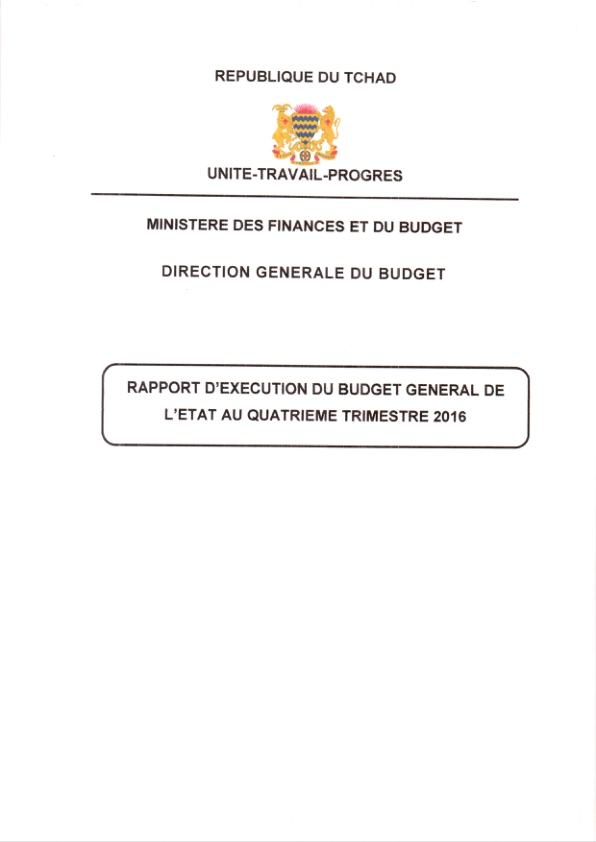 REPUBLIQUE DU TCHAD
UNITE-TRAVAIL-PROGRES
MINISTERE DES FINANCES ET DU BUDGET
DIRECTION GENERALE DU BUDGET
RAPPORT D'EXECUTION DU BUDGET GENERAL DE
L'ETAT AU QUATRIEME TRIMESTRE 2016